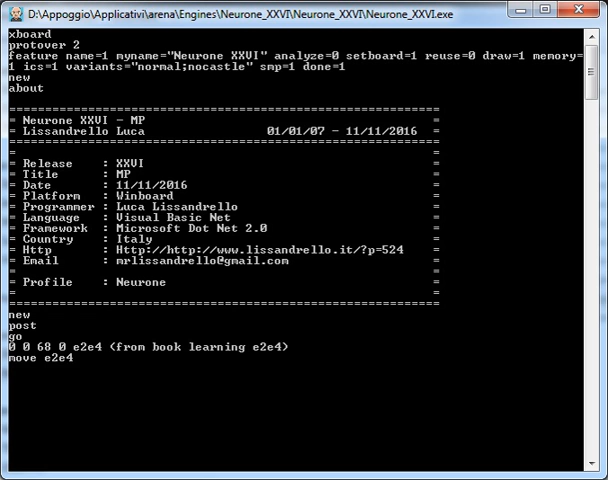 D:\Appoggio\Applicativi\arena\Engines\Neurone_XXVI\Neurone_XXVI\Neurone_XXVI.exe
xboard
protover 2
feature name=1 myname="Neurone XXVI" analyze=0 setboard=1 reuse=0 draw=1 memory=
1 ics=1 variants="normal;nocastle" smp=1 done=1
new
about
================================================
= Neurone XXVI - MP =
= Lissandrello Luca 01/01/07 - 11/11/2016 =
================================================
= =
= Release : XXVI =
= Title : MP =
= Date : 11/11/2016 =
= Platform : Winboard =
= Programmer : Luca Lissandrello =
= Language : Visual Basic Net =
= Framework : Microsoft Dot Net 2.0 =
= Country : Italy =
= Http : Http://http://www.lissandrello.it/?p=524 =
= Email : mrlissandrello@gmail.com =
= =
= Profile : Neurone =
= =
================================================
new
post
go
0 0 68 0 e2e4 (from book learning e2e4)
move e2e4